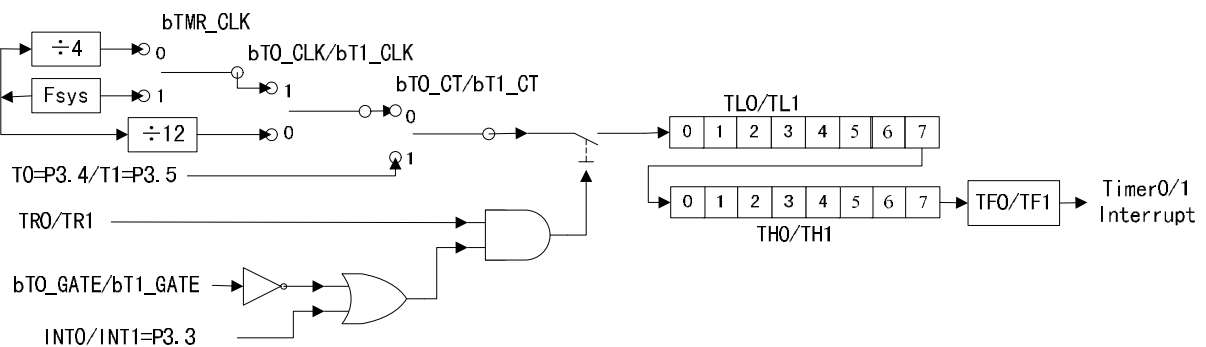 bTMR_CLK
÷4
0
bT0_CLK/bT1_CLK
Fsys
1
1
bT0_CT/bT1_CT
0
÷12
0
TL0/TL1
0 1 2 3 4 5 6 7
1
T0=P3.4/T1=P3.5
0 1 2 3 4 5 6 7
TF0/TF1
Timer0/1
Interrupt
TR0/TR1
TH0/TH1
bT0_GATE/bT1_GATE
INT0/INT1=P3.3